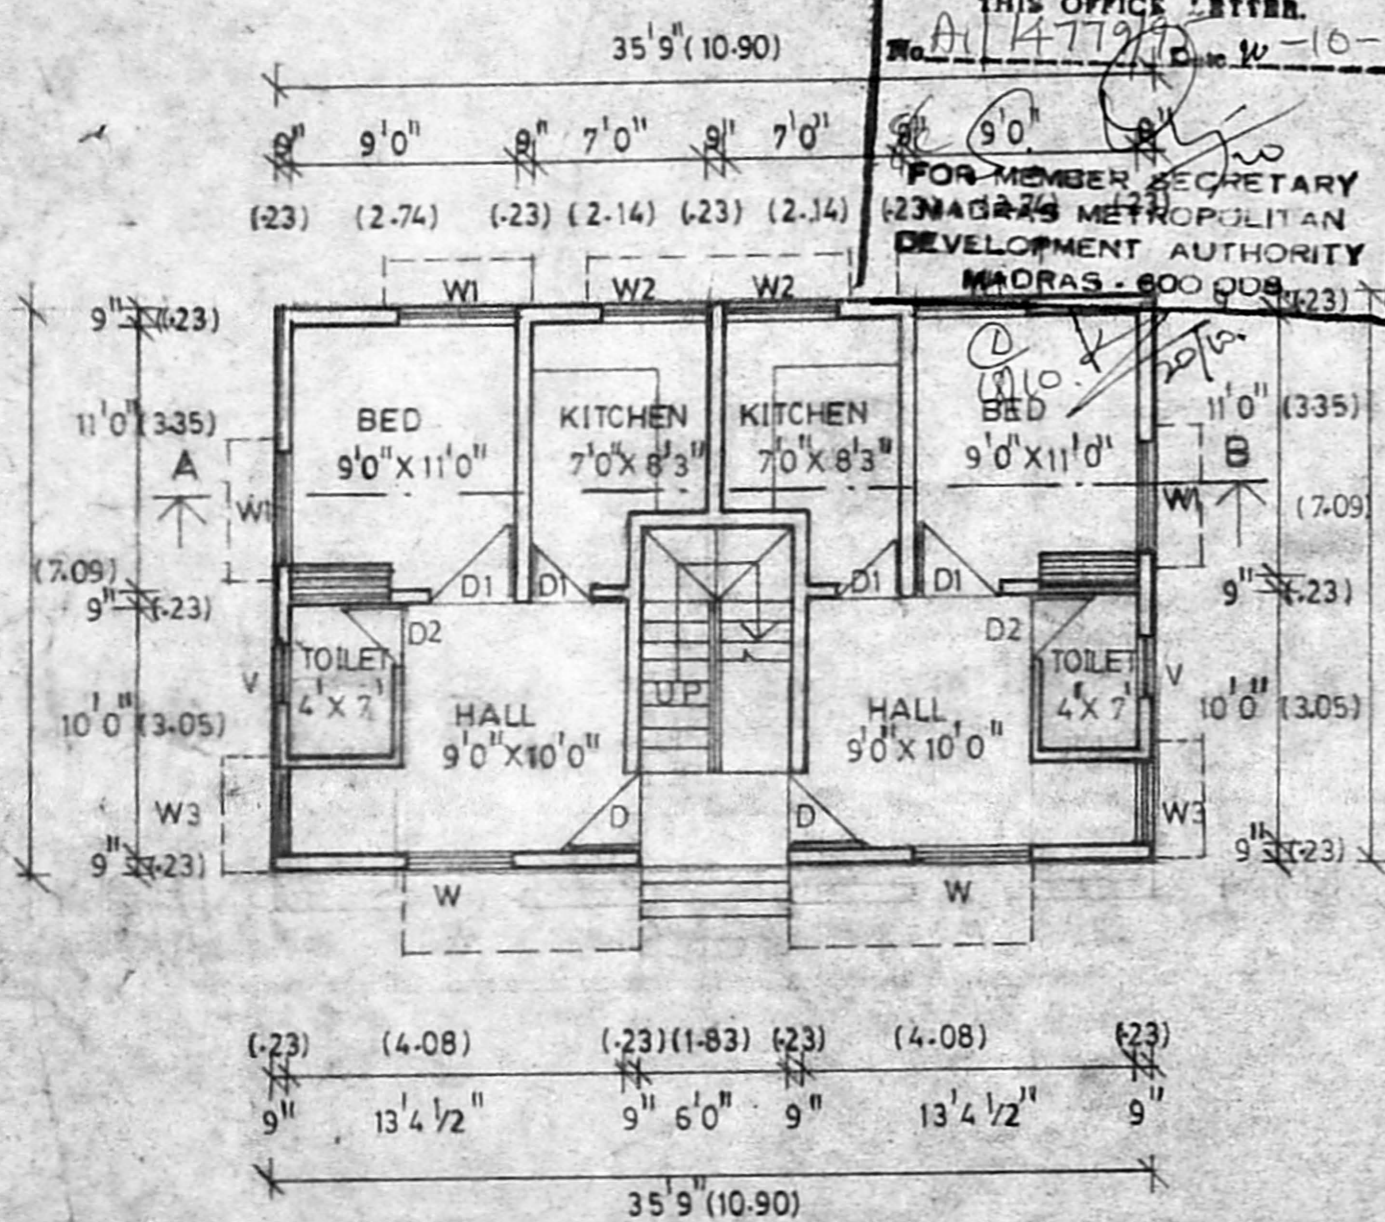 THIS OFFICE LETTER.
35'9"(10.90)
No. A1/14779/9 Date -10-
9" 9'0" 9" 7'0" 9" 7'0" 9" 9'0" 9"
FOR MEMBER SECRETARY
(.23) (2.74) (.23) (2.14) (.23) (2.14) (.23) (2.74) (.23)
MADRAS METROPOLITAN
DEVELOPMENT AUTHORITY
MADRAS - 600 008
W1 W2 W2
9" (.23) (.23)
20/10.
11'0" (3.35) BED KITCHEN KITCHEN BED 11'0" (3.35)
A 9'0" X 11'0" 7'0" X 8'3" 7'0" X 8'3" 9'0" X 11'0" B
W1 W1 (7.09)
(7.09) D1 D1 D1 D1
9" (.23) 9" (.23)
D2 D2
V TOILET TOILET V
4' X 7' UP 4' X 7'
10'0" (3.05) HALL HALL 10'0" (3.05)
9'0" X 10'0" 9'0" X 10'0"
W3 D D W3
9" (.23) 9" (.23)
W W
(.23) (4.08) (.23) (1.83) (.23) (4.08) (.23)
9" 13'4 1/2" 9" 6'0" 9" 13'4 1/2" 9"
35'9" (10.90)